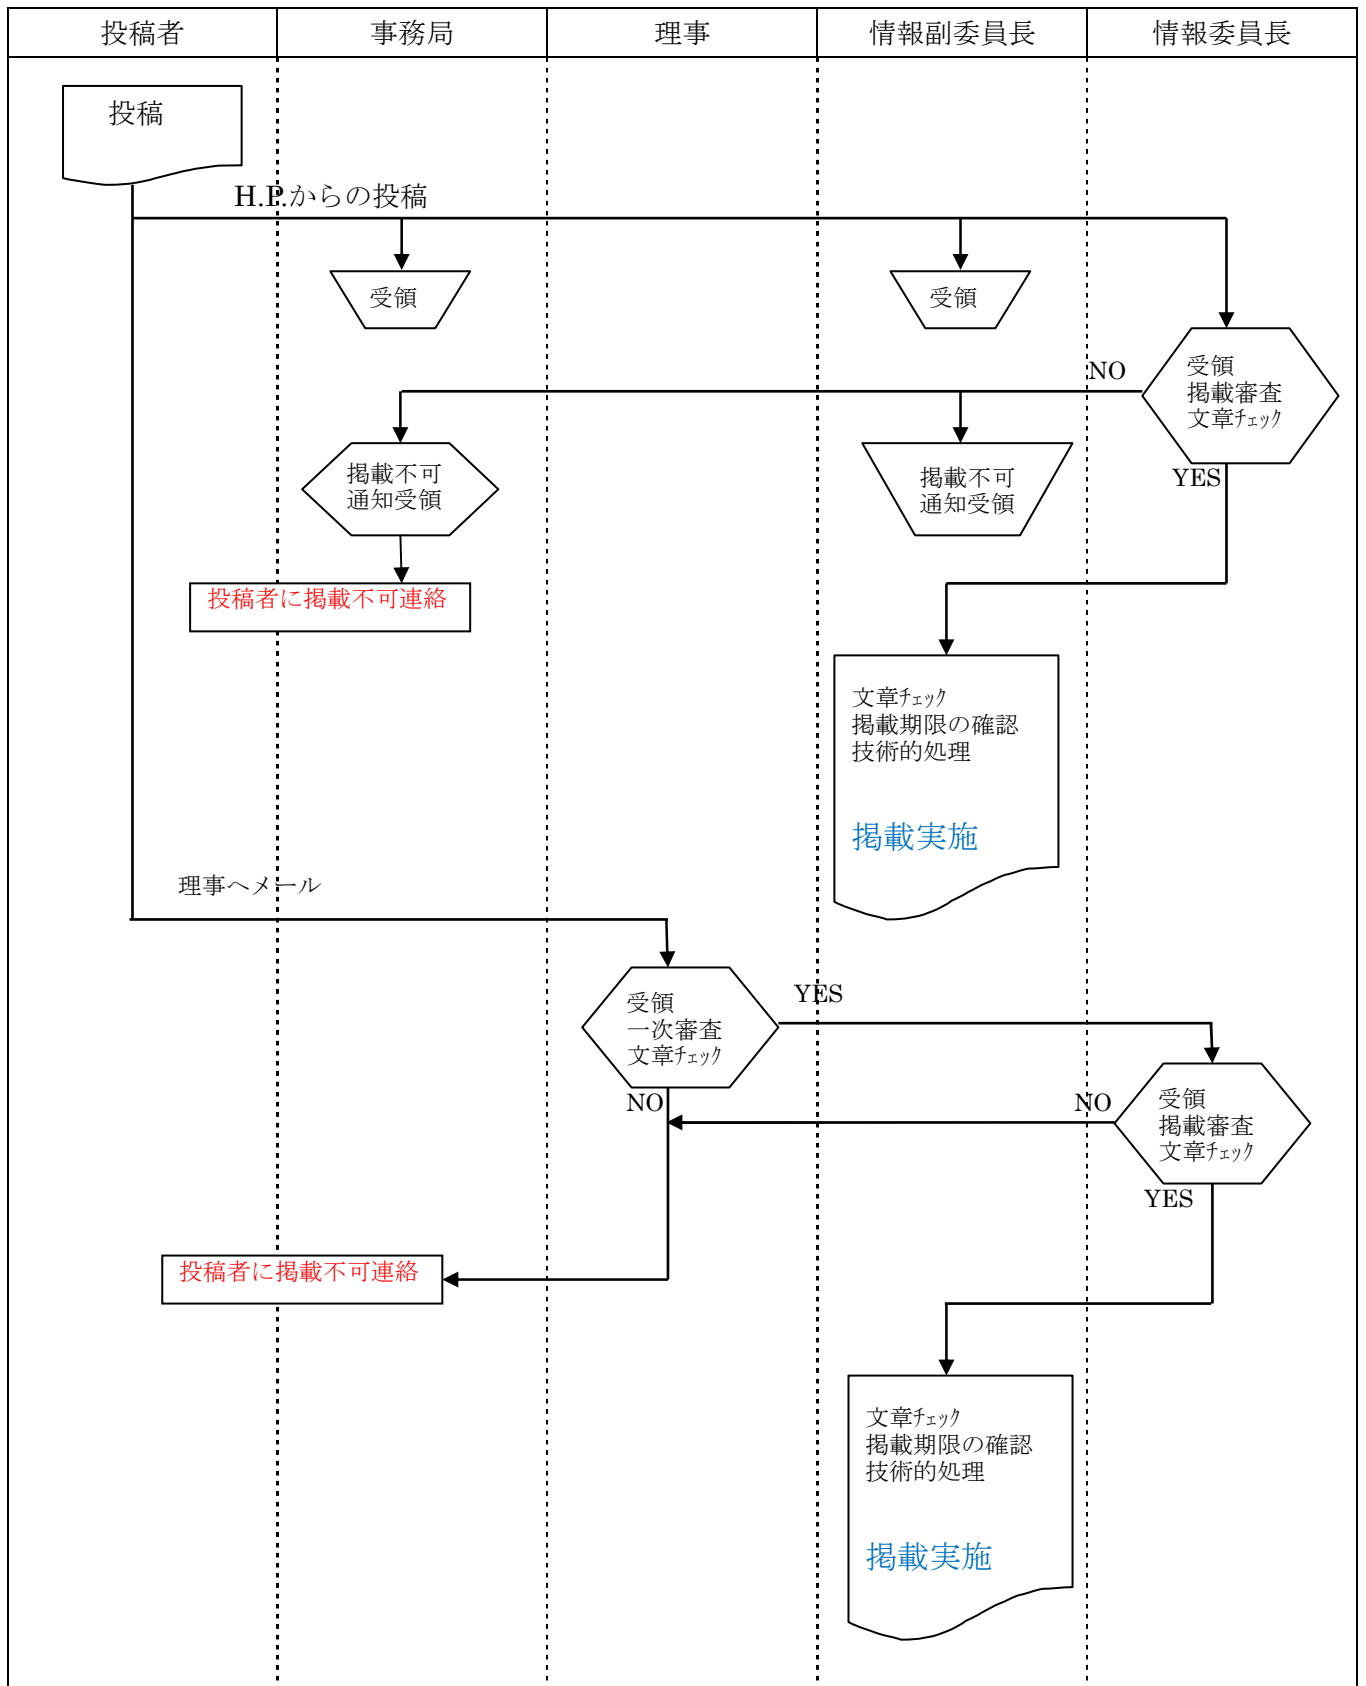 投稿者 事務局 理事 情報副委員長 情報委員長
投稿
H.P.からの投稿
受領
受領
受領
掲載審査
文章ﾁｪｯｸ
NO
YES
掲載不可
通知受領
掲載不可
通知受領
投稿者に掲載不可連絡
文章ﾁｪｯｸ
掲載期限の確認
技術的処理
掲載実施
理事へメール
受領
一次審査
文章ﾁｪｯｸ
YES
NO
受領
掲載審査
文章ﾁｪｯｸ
NO
YES
投稿者に掲載不可連絡
文章ﾁｪｯｸ
掲載期限の確認
技術的処理
掲載実施